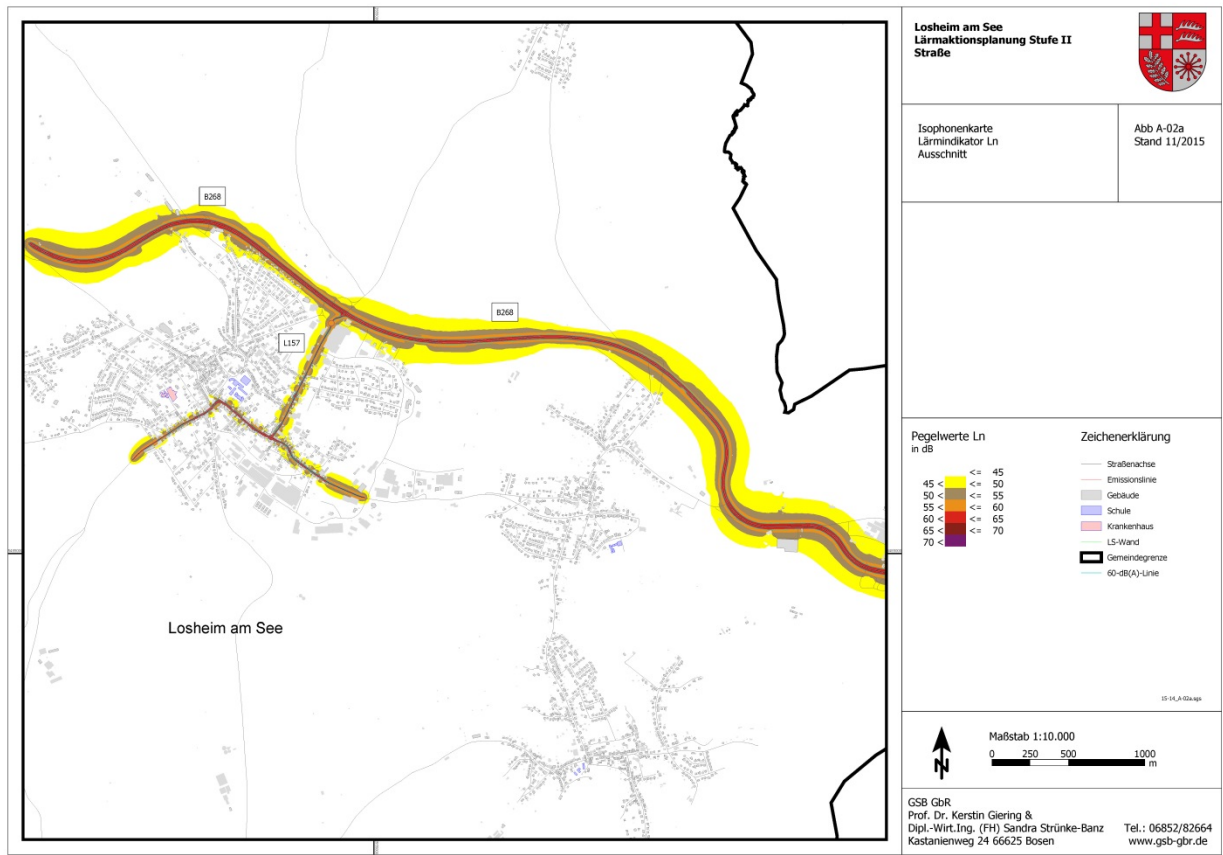 Losheim am See
Lärmaktionsplanung Stufe II
Straße
Isophonenkarte
Lärmindikator Ln
Ausschnitt
Abb A-02a
Stand 11/2015
B268
B268
L157
Losheim am See
Pegelwerte Ln
in dB
<= 45
45 < <= 50
50 < <= 55
55 < <= 60
60 < <= 65
65 < <= 70
70 <
Zeichenerklärung
Straßenachse
Emissionslinie
Gebäude
Schule
Krankenhaus
LS-Wand
Gemeindegrenze
60-dB(A)-Linie
15-14_A-02a.sgs
N
Maßstab 1:10.000
0 250 500 1000
m
GSB GbR
Prof. Dr. Kerstin Giering &
Dipl.-Wirt.Ing. (FH) Sandra Strünke-Banz Tel.: 06852/82664
Kastanienweg 24 66625 Bosen www.gsb-gbr.de